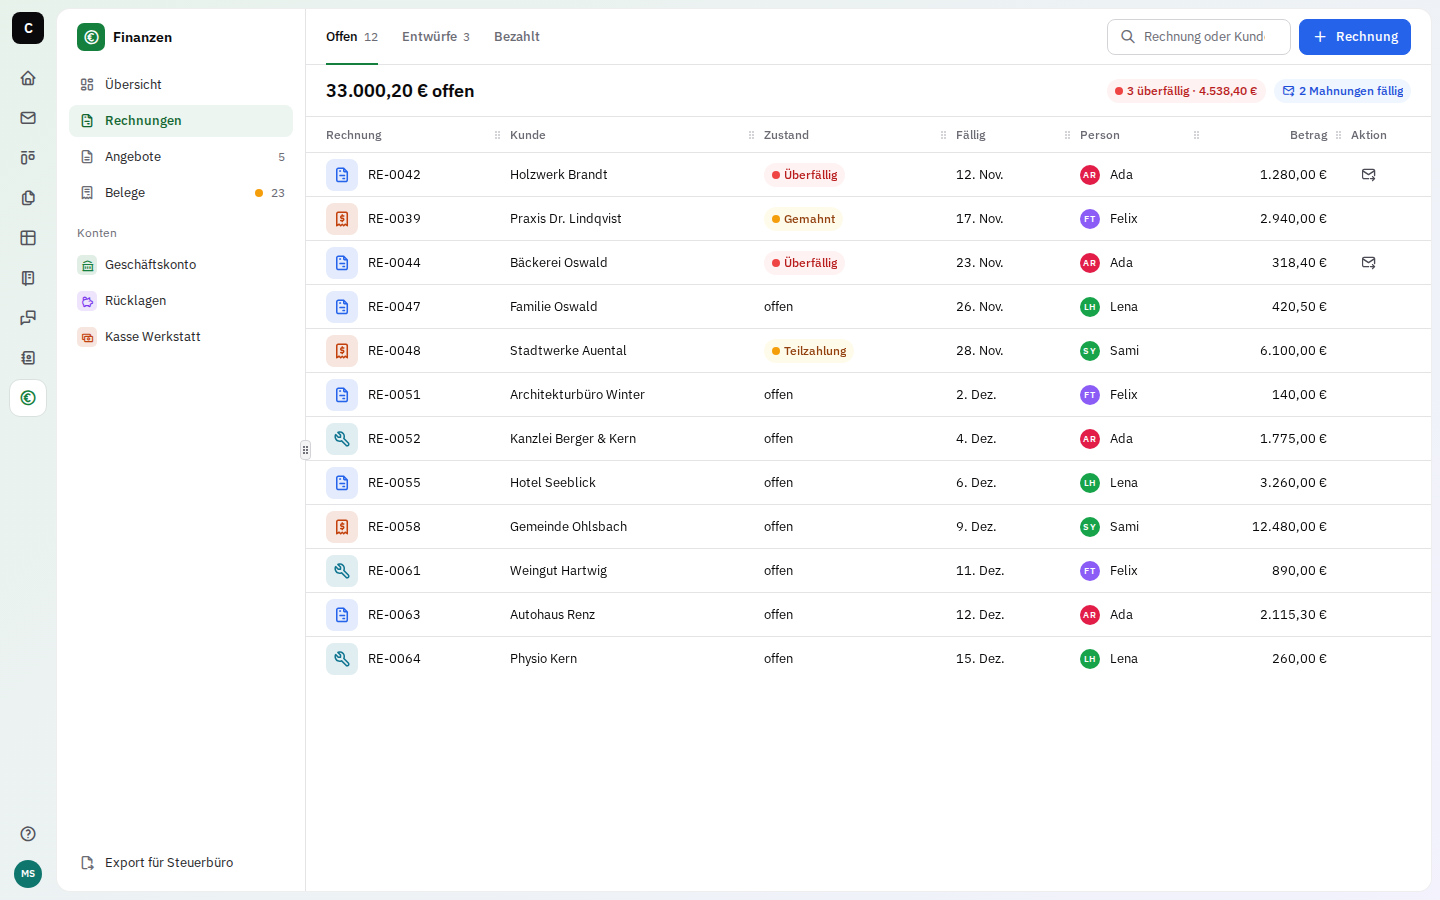 C
Finanzen
Übersicht
Rechnungen
Angebote 5
Belege 23
Konten
Geschäftskonto
Rücklagen
Kasse Werkstatt
Export für Steuerbüro
MS
Offen 12 Entwürfe 3 Bezahlt
Rechnung oder Kund
Rechnung
33.000,20 € offen
3 überfällig · 4.538,40 €
2 Mahnungen fällig
Rechnung Kunde Zustand Fällig Person Betrag Aktion
RE-0042 Holzwerk Brandt Überfällig 12. Nov. AR Ada 1.280,00 €
RE-0039 Praxis Dr. Lindqvist Gemahnt 17. Nov. FT Felix 2.940,00 €
RE-0044 Bäckerei Oswald Überfällig 23. Nov. AR Ada 318,40 €
RE-0047 Familie Oswald offen 26. Nov. LH Lena 420,50 €
RE-0048 Stadtwerke Auental Teilzahlung 28. Nov. SY Sami 6.100,00 €
RE-0051 Architekturbüro Winter offen 2. Dez. FT Felix 140,00 €
RE-0052 Kanzlei Berger & Kern offen 4. Dez. AR Ada 1.775,00 €
RE-0055 Hotel Seeblick offen 6. Dez. LH Lena 3.260,00 €
RE-0058 Gemeinde Ohlsbach offen 9. Dez. SY Sami 12.480,00 €
RE-0061 Weingut Hartwig offen 11. Dez. FT Felix 890,00 €
RE-0063 Autohaus Renz offen 12. Dez. AR Ada 2.115,30 €
RE-0064 Physio Kern offen 15. Dez. LH Lena 260,00 €